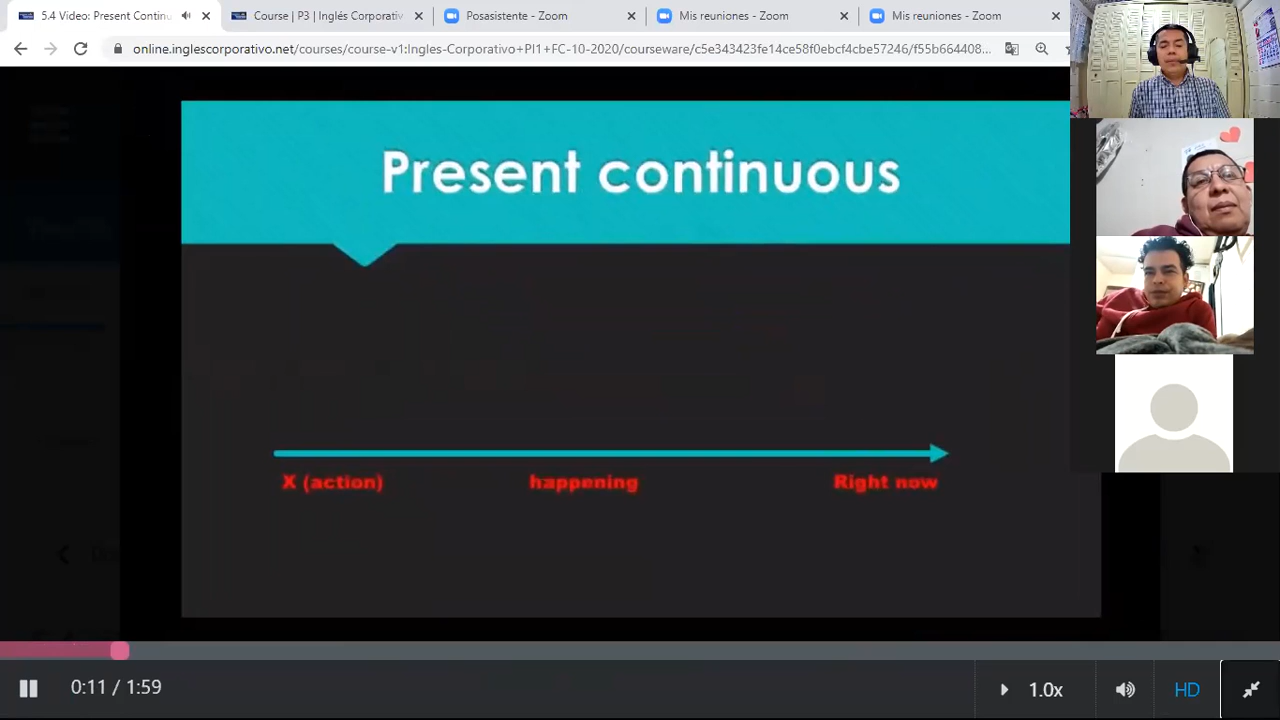 5.4 Video: Present Continu
Course | P3 | Inglés Corporativ
Posasistente - Zoom
Mis reuniones - Zoom
Mis reuniones - Zoom
online.inglescorporativo.net/courses/course-v1:Ingles-Corporativo+PI1+FC-10-2020/courseware/c5e343423fe14ce58f0ebcf4cbe57246/f55b664408...
Present continuous
X (action) happening Right now
0:11 / 1:59
1.0x
HD